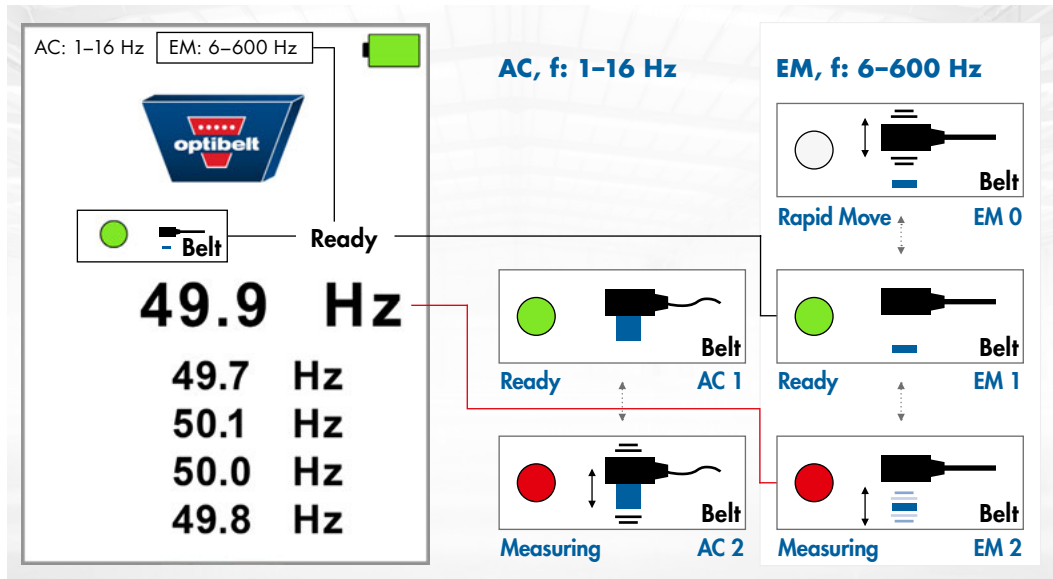 AC: 1–16 Hz EM: 6–600 Hz
optibelt
Belt
Ready
49.9 Hz
49.7 Hz
50.1 Hz
50.0 Hz
49.8 Hz
AC, f: 1–16 Hz
Belt
Ready AC 1
Belt
Measuring AC 2
EM, f: 6–600 Hz
Belt
Rapid Move EM 0
Belt
Ready EM 1
Belt
Measuring EM 2